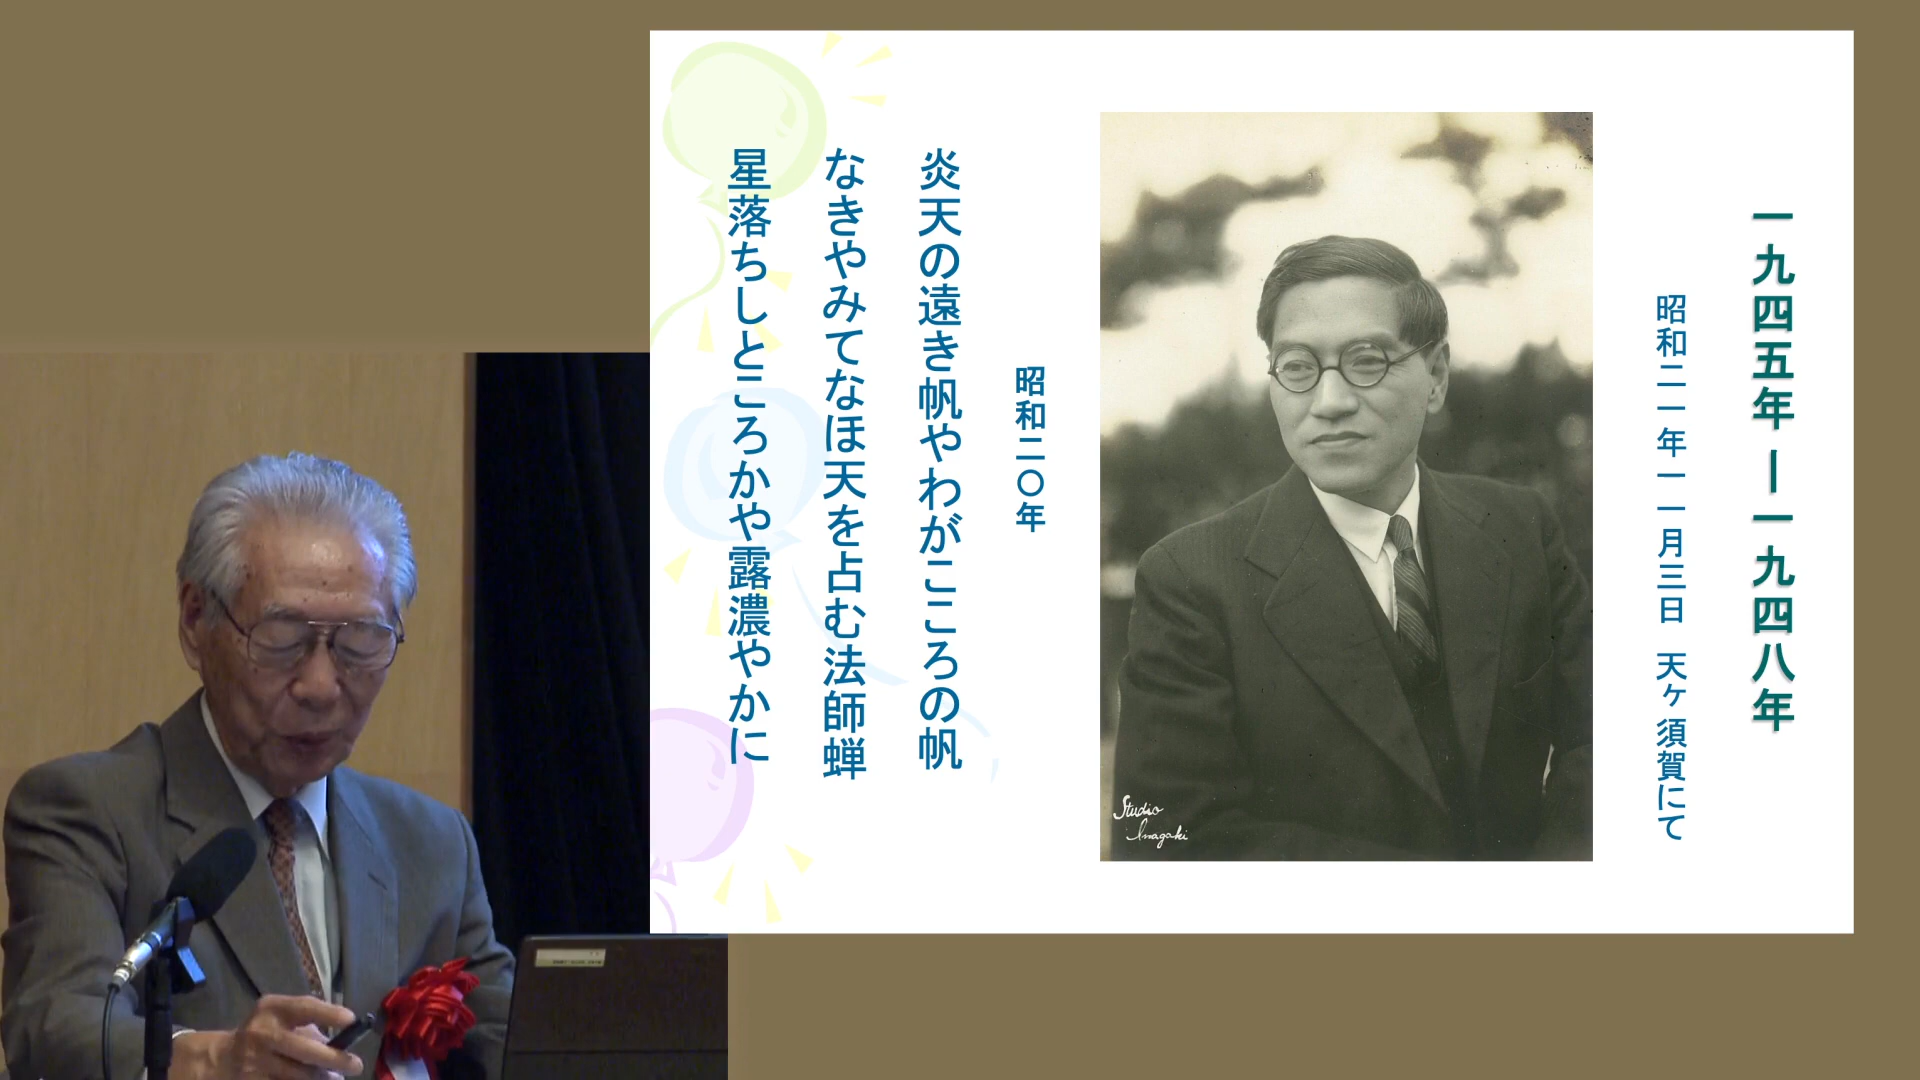 一九四五年ー一九四八年
昭和二一年一一月三日 天ヶ須賀にて
昭和二〇年
炎天の遠き帆やわがこころの帆
なきやみてなほ天を占む法師蝉
星落ちしところかや露濃やかに
Studio
Inagaki